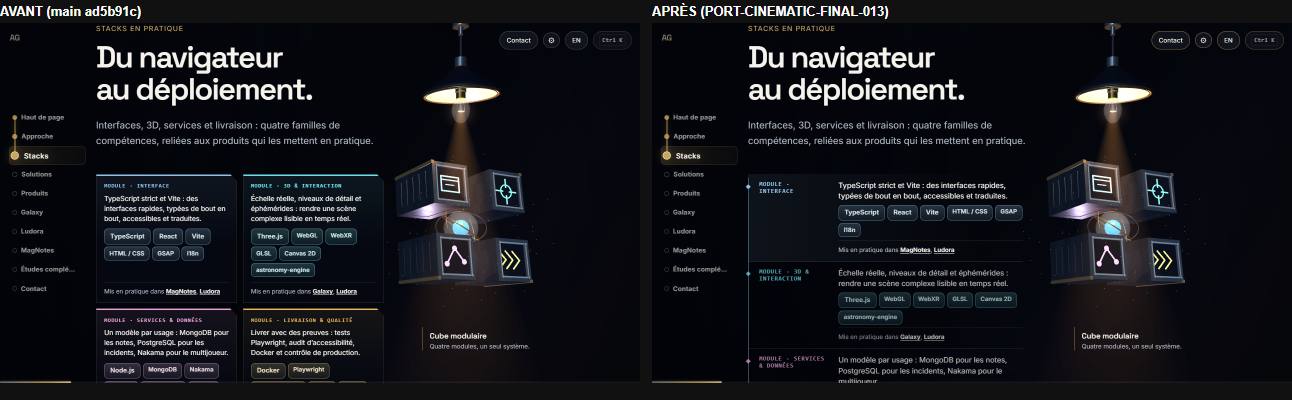 AVANT (main ad5b91c)
AG
STACKS EN PRATIQUE
Du navigateur
au déploiement.
Interfaces, 3D, services et livraison : quatre familles de
compétences, reliées aux produits qui les mettent en pratique.
Contact
EN
Ctrl K
Haut de page
Approche
Stacks
Solutions
Produits
Galaxy
Ludora
MagNotes
Études complé...
Contact
MODULE · INTERFACE
TypeScript strict et Vite : des
interfaces rapides, typées de bout en
bout, accessibles et traduites.
TypeScript React Vite
HTML / CSS GSAP i18n
Mis en pratique dans MagNotes, Ludora
MODULE · 3D & INTERACTION
Échelle réelle, niveaux de détail et
éphémérides : rendre une scène
complexe lisible en temps réel.
Three.js WebGL WebXR
GLSL Canvas 2D
astronomy-engine
Mis en pratique dans Galaxy, Ludora
MODULE · SERVICES & DONNÉES
Un modèle par usage : MongoDB pour
les notes, PostgreSQL pour les
incidents, Nakama pour le multijoueur.
Node.js MongoDB Nakama
MODULE · LIVRAISON & QUALITÉ
Livrer avec des preuves : tests
Playwright, audit d'accessibilité,
Docker et contrôle de production.
Docker Playwright
Cube modulaire
Quatre modules, un seul système.
APRÈS (PORT-CINEMATIC-FINAL-013)
AG
STACKS EN PRATIQUE
Du navigateur
au déploiement.
Interfaces, 3D, services et livraison : quatre familles de
compétences, reliées aux produits qui les mettent en pratique.
Contact
EN
Ctrl K
Haut de page
Approche
Stacks
Solutions
Produits
Galaxy
Ludora
MagNotes
Études complé...
Contact
MODULE ·
INTERFACE
TypeScript strict et Vite : des interfaces rapides,
typées de bout en bout, accessibles et traduites.
TypeScript React Vite HTML / CSS GSAP
i18n
Mis en pratique dans MagNotes, Ludora
MODULE · 3D &
INTERACTION
Échelle réelle, niveaux de détail et éphémérides :
rendre une scène complexe lisible en temps réel.
Three.js WebGL WebXR GLSL Canvas 2D
astronomy-engine
Mis en pratique dans Galaxy, Ludora
MODULE · SERVICES
& DONNÉES
Un modèle par usage : MongoDB pour les notes,
PostgreSQL pour les incidents, Nakama pour le
multijoueur.
Cube modulaire
Quatre modules, un seul système.